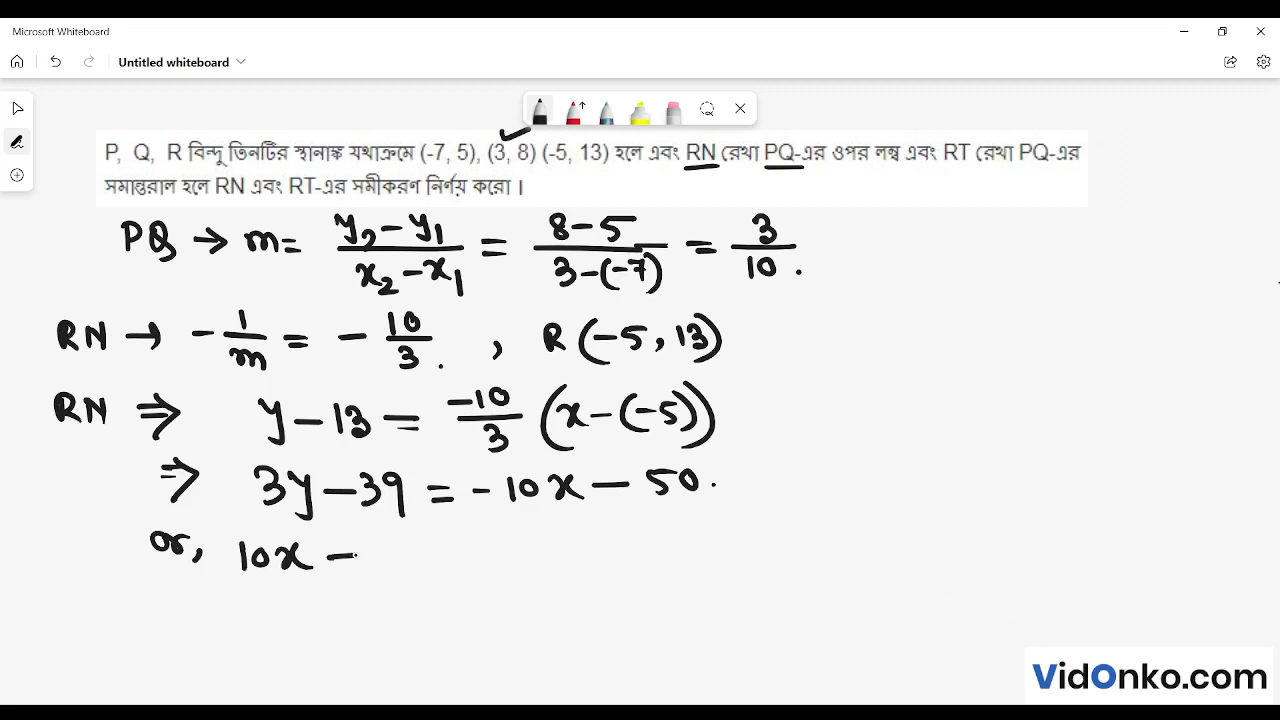 Microsoft Whiteboard
Untitled whiteboard
P, Q, R বিন্দু তিনটির স্থানাঙ্ক যথাক্রমে (-7, 5), (3, 8) (-5, 13) হলে এবং RN রেখা PQ-এর ওপর লম্ব এবং RT রেখা PQ-এর
সমান্তরাল হলে RN এবং RT-এর সমীকরণ নির্ণয় করো ।
PQ → m = (y₂ - y₁)/(x₂ - x₁) = (8 - 5)/(3 - (-7)) = 3/10 .
RN → - 1/m = - 10/3 . , R (-5, 13)
RN ⇒ y - 13 = -10/3 (x - (-5))
⇒ 3y - 39 = - 10x - 50 .
or, 10x -
VidOnko.com